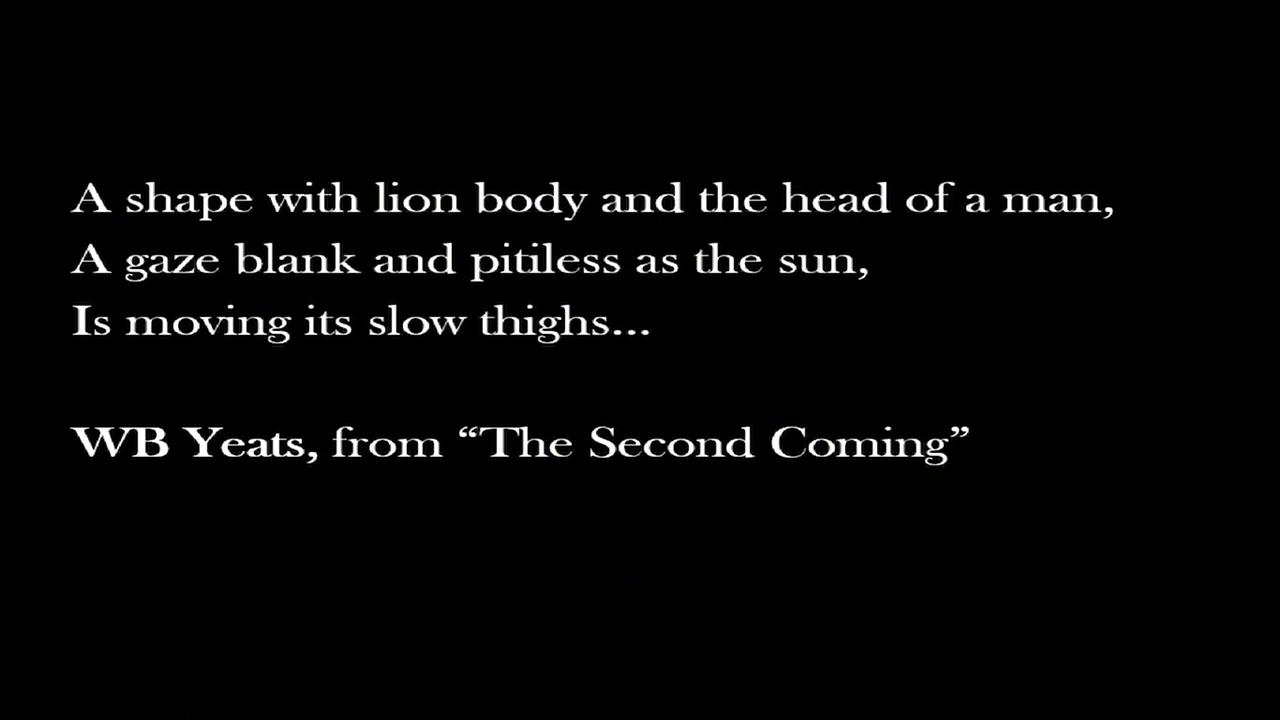 A shape with lion body and the head of a man,
A gaze blank and pitiless as the sun,
Is moving its slow thighs...
WB Yeats, from “The Second Coming”